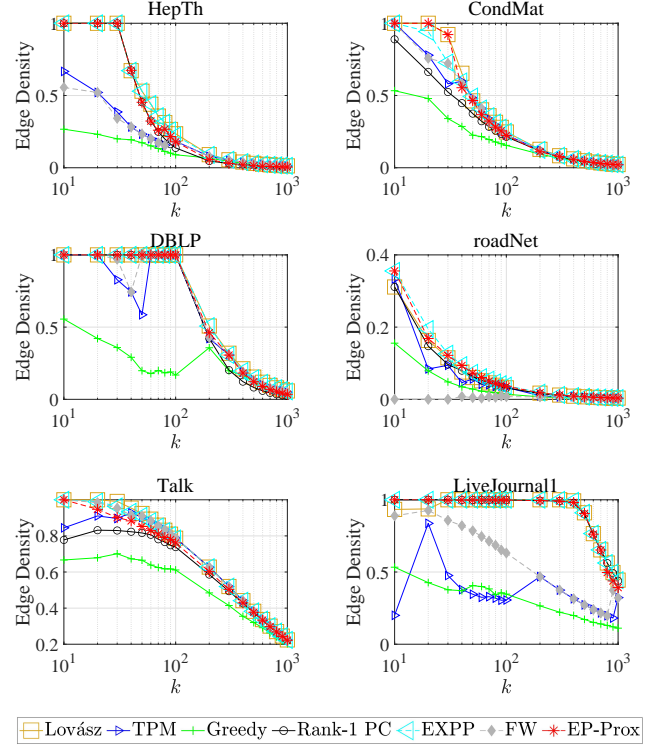 HepTh
CondMat
Edge Density
1
0.5
0
10^1
10^2
10^3
k
Edge Density
1
0.5
0
10^1
10^2
10^3
k
DBLP
roadNet
Edge Density
1
0.5
0
10^1
10^2
10^3
k
Edge Density
0.4
0.2
0
10^1
10^2
10^3
k
Talk
LiveJournal1
Edge Density
1
0.8
0.6
0.4
0.2
10^1
10^2
10^3
k
Edge Density
1
0.5
0
10^1
10^2
10^3
k
Lovász TPM Greedy Rank-1 PC EXPP FW EP-Prox